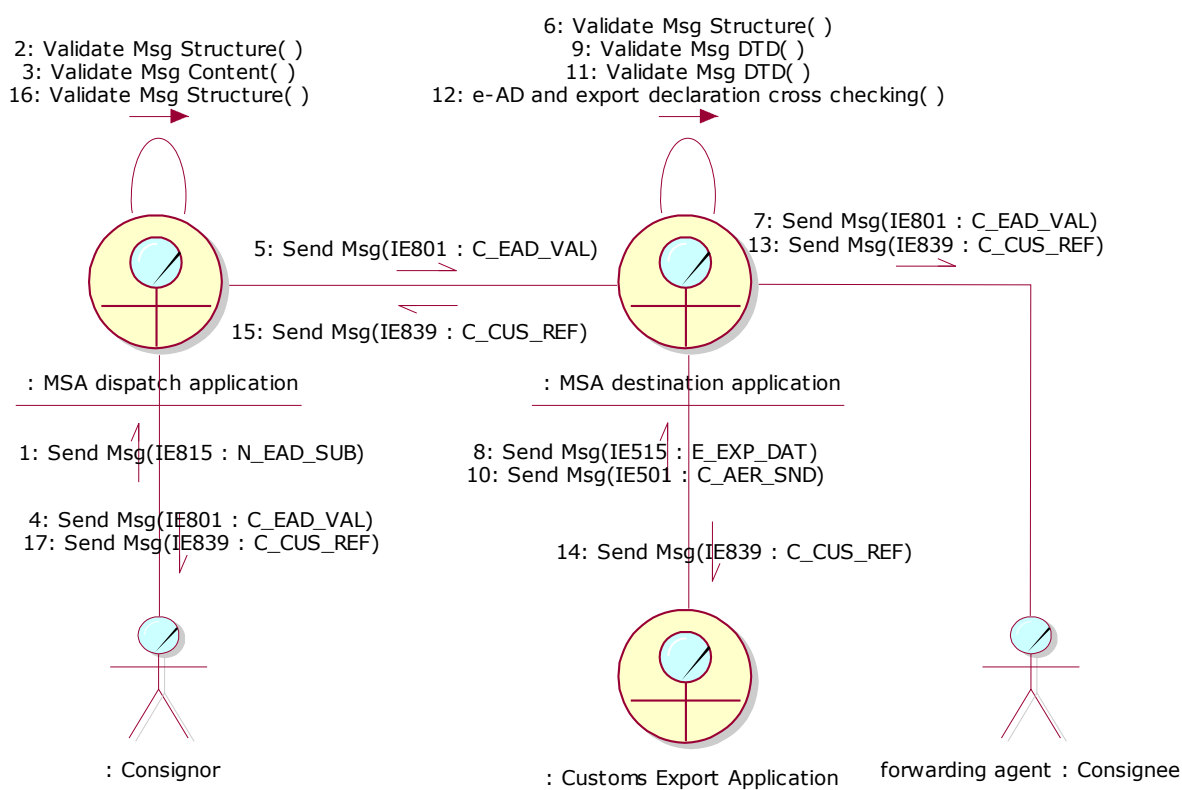 6: Validate Msg Structure( )
2: Validate Msg Structure( )
9: Validate Msg DTD( )
3: Validate Msg Content( )
11: Validate Msg DTD( )
16: Validate Msg Structure( )
12: e-AD and export declaration cross checking( )
7: Send Msg(IE801 : C_EAD_VAL)
5: Send Msg(IE801 : C_EAD_VAL)
13: Send Msg(IE839 : C_CUS_REF)
15: Send Msg(IE839 : C_CUS_REF)
: MSA dispatch application
: MSA destination application
1: Send Msg(IE815 : N_EAD_SUB)
8: Send Msg(IE515 : E_EXP_DAT)
10: Send Msg(IE501 : C_AER_SND)
4: Send Msg(IE801 : C_EAD_VAL)
17: Send Msg(IE839 : C_CUS_REF)
14: Send Msg(IE839 : C_CUS_REF)
: Consignor
: Customs Export Application
forwarding agent : Consignee